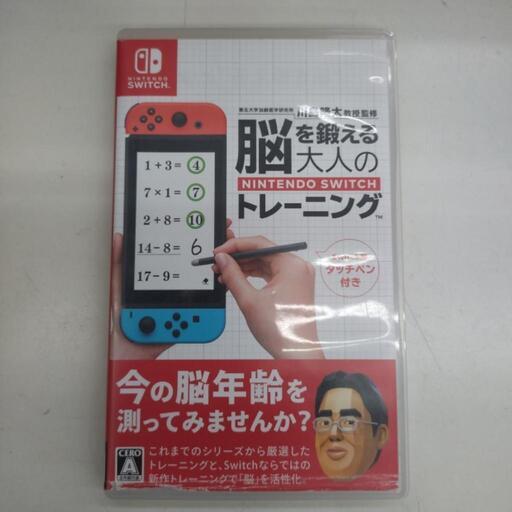 NINTENDO
SWITCH™
東北大学加齢医学研究所 川島隆太教授監修
脳を鍛える
大人の
NINTENDO SWITCH
トレーニング™
1+3=4
7×1=7
2+8=10
14-8=6
17-9=
タッチペン
付き
今の脳年齢を
測ってみませんか?
CERO
A
これまでのシリーズから厳選した
トレーニングと、Switchならではの
新作トレーニングで「脳」を活性化。